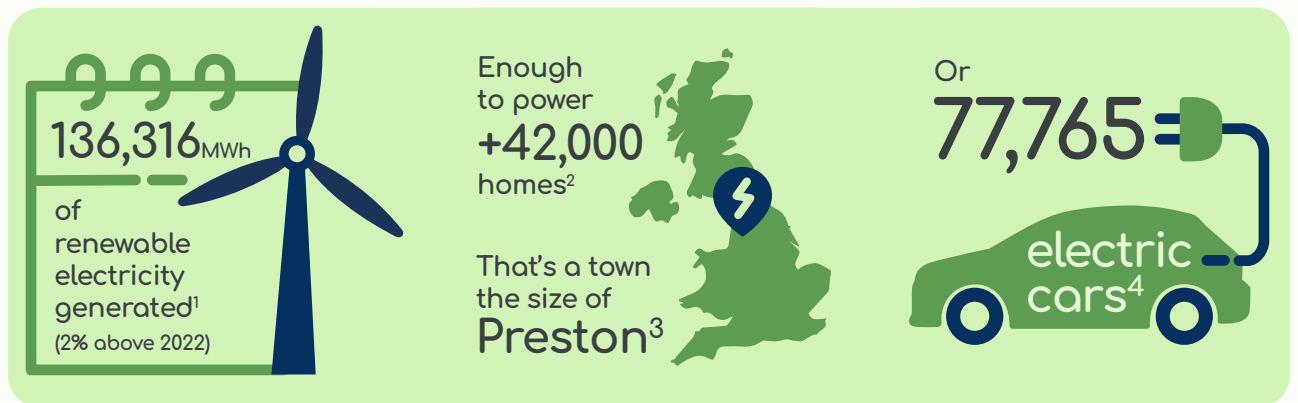 136,316MWh
of
renewable
electricity
generated¹
(2% above 2022)
Enough
to power
+42,000
homes²
That's a town
the size of
Preston³
Or
77,765
electric
cars⁴